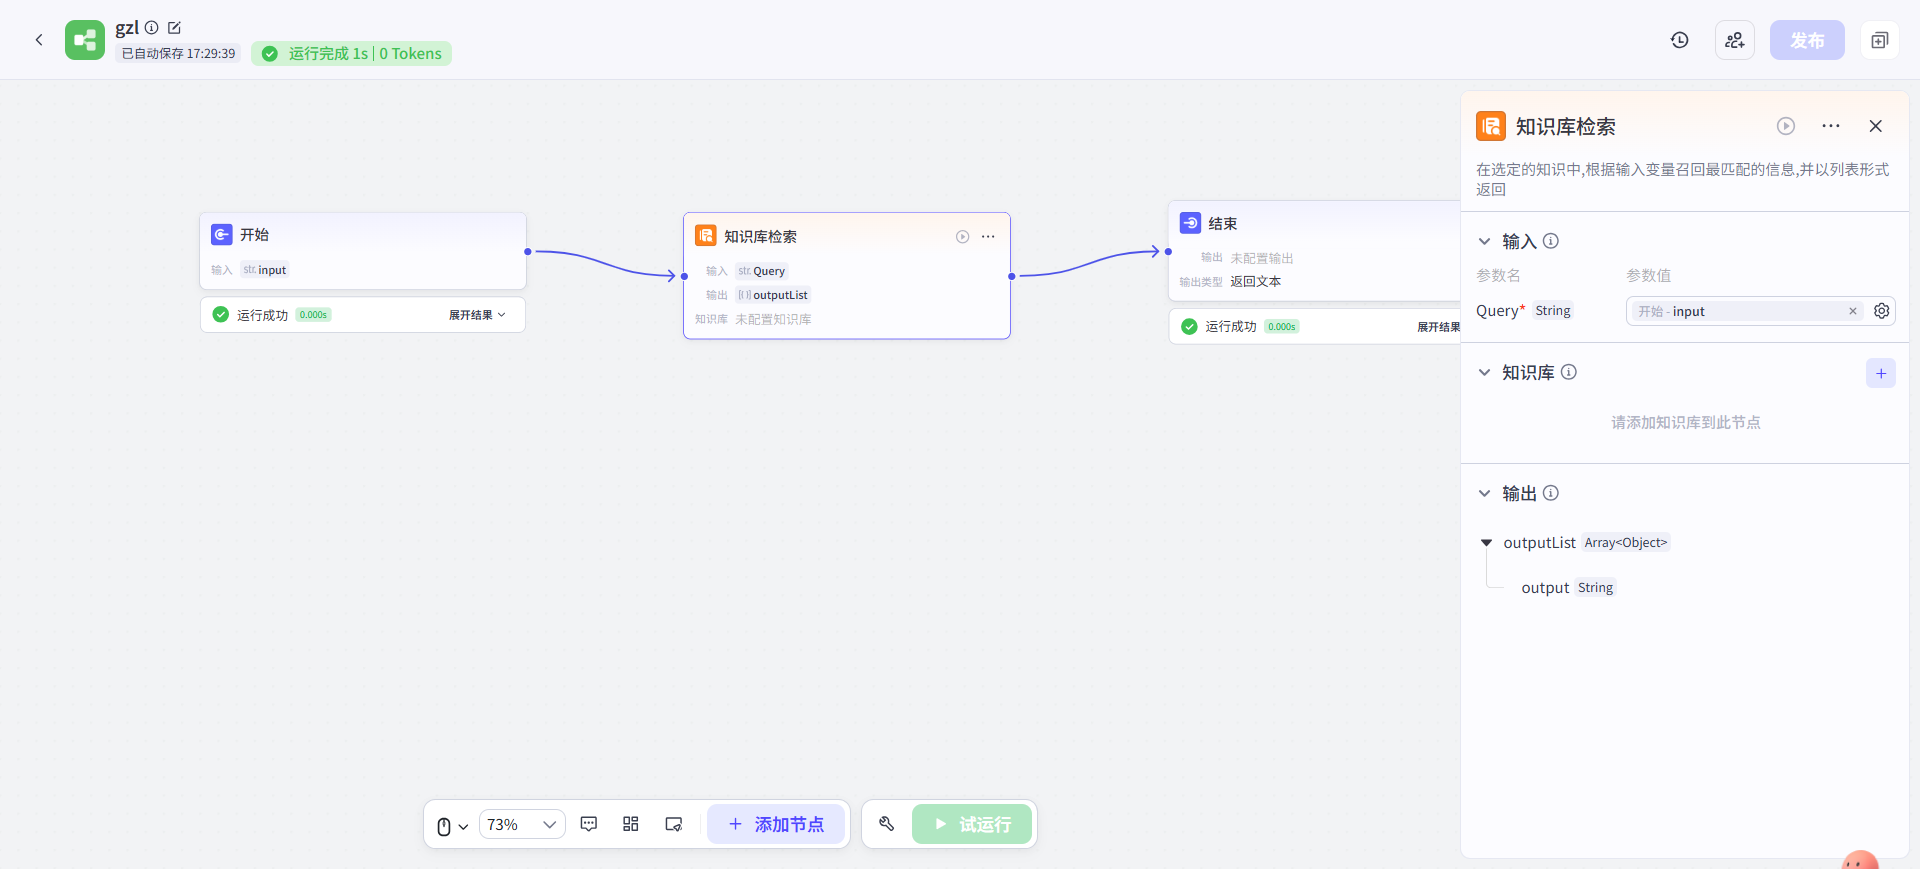 gzl
已自动保存 17:29:39
运行完成 1s | 0 Tokens
发布
开始
输入 str. input
运行成功 0.000s 展开结果
知识库检索
输入 str. Query
输出 [()] outputList
知识库 未配置知识库
结束
输出 未配置输出
输出类型 返回文本
运行成功 0.000s 展开结果
知识库检索
在选定的知识中,根据输入变量召回最匹配的信息,并以列表形式
返回
输入
参数名 参数值
Query* String 开始 - input
知识库
请添加知识库到此节点
输出
outputList Array<Object>
output String
73%
添加节点
试运行